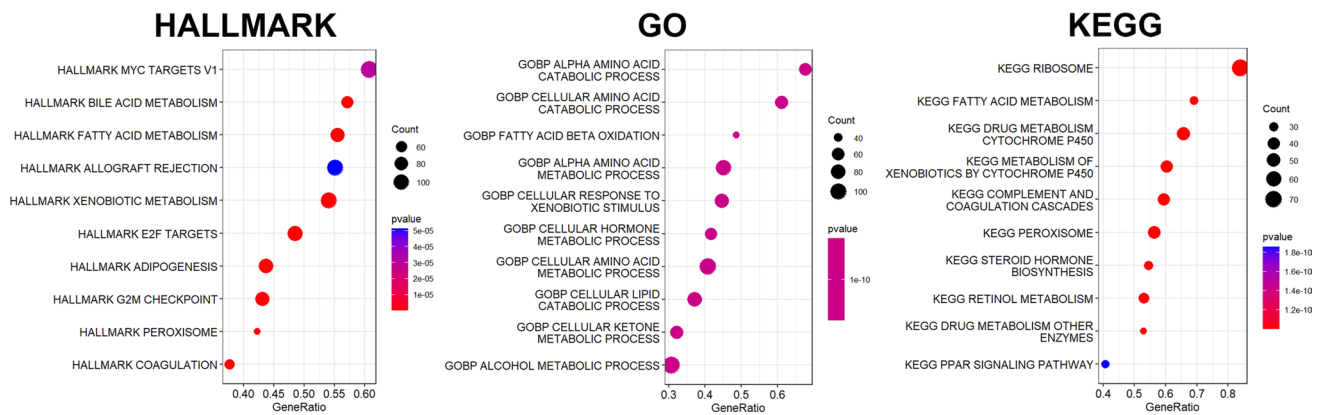 HALLMARK
HALLMARK MYC TARGETS V1
HALLMARK BILE ACID METABOLISM
HALLMARK FATTY ACID METABOLISM
HALLMARK ALLOGRAFT REJECTION
HALLMARK XENOBIOTIC METABOLISM
HALLMARK E2F TARGETS
HALLMARK ADIPOGENESIS
HALLMARK G2M CHECKPOINT
HALLMARK PEROXISOME
HALLMARK COAGULATION
0.40 0.45 0.50 0.55 0.60
GeneRatio
Count
60
80
100
pvalue
5e-05
4e-05
3e-05
2e-05
1e-05
GO
GOBP ALPHA AMINO ACID
CATABOLIC PROCESS
GOBP CELLULAR AMINO ACID
CATABOLIC PROCESS
GOBP FATTY ACID BETA OXIDATION
GOBP ALPHA AMINO ACID
METABOLIC PROCESS
GOBP CELLULAR RESPONSE TO
XENOBIOTIC STIMULUS
GOBP CELLULAR HORMONE
METABOLIC PROCESS
GOBP CELLULAR AMINO ACID
METABOLIC PROCESS
GOBP CELLULAR LIPID
CATABOLIC PROCESS
GOBP CELLULAR KETONE
METABOLIC PROCESS
GOBP ALCOHOL METABOLIC PROCESS
0.3 0.4 0.5 0.6
GeneRatio
Count
40
60
80
100
pvalue
1e-10
KEGG
KEGG RIBOSOME
KEGG FATTY ACID METABOLISM
KEGG DRUG METABOLISM
CYTOCHROME P450
KEGG METABOLISM OF
XENOBIOTICS BY CYTOCHROME P450
KEGG COMPLEMENT AND
COAGULATION CASCADES
KEGG PEROXISOME
KEGG STEROID HORMONE
BIOSYNTHESIS
KEGG RETINOL METABOLISM
KEGG DRUG METABOLISM OTHER
ENZYMES
KEGG PPAR SIGNALING PATHWAY
0.4 0.5 0.6 0.7 0.8
GeneRatio
Count
30
40
50
60
70
pvalue
1.8e-10
1.6e-10
1.4e-10
1.2e-10